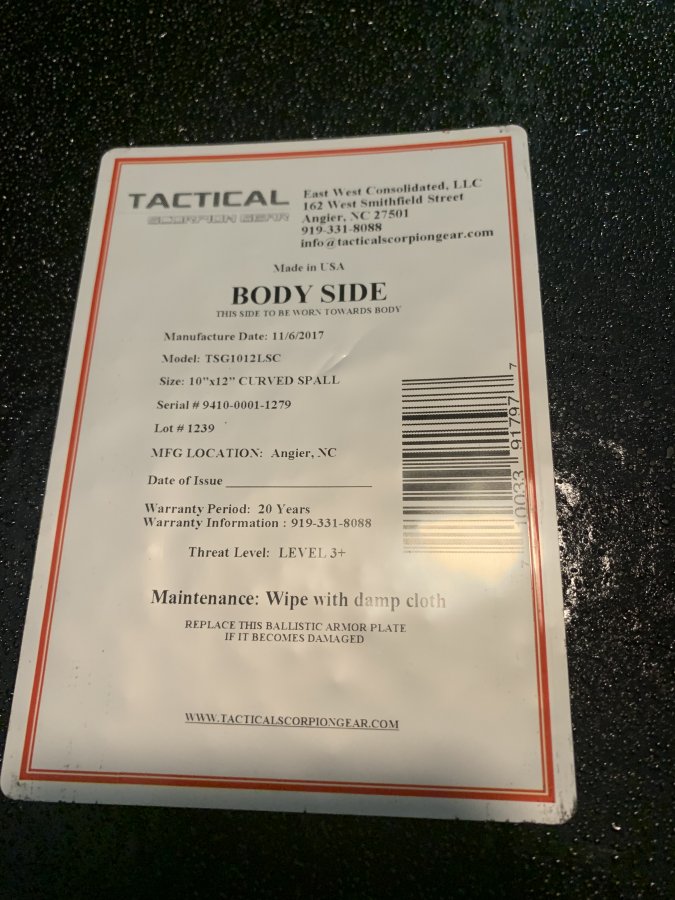 TACTICAL
SCORPION GEAR
East West Consolidated, LLC
162 West Smithfield Street
Angier, NC 27501
919-331-8088
info@tacticalscorpiongear.com
Made in USA
BODY SIDE
THIS SIDE TO BE WORN TOWARDS BODY
Manufacture Date: 11/6/2017
Model: TSG1012LSC
Size: 10"x12" CURVED SPALL
Serial # 9410-0001-1279
Lot # 1239
MFG LOCATION: Angier, NC
Date of Issue
Warranty Period: 20 Years
Warranty Information : 919-331-8088
Threat Level: LEVEL 3+
Maintenance: Wipe with damp cloth
REPLACE THIS BALLISTIC ARMOR PLATE
IF IT BECOMES DAMAGED
WWW.TACTICALSCORPIONGEAR.COM
91797 7